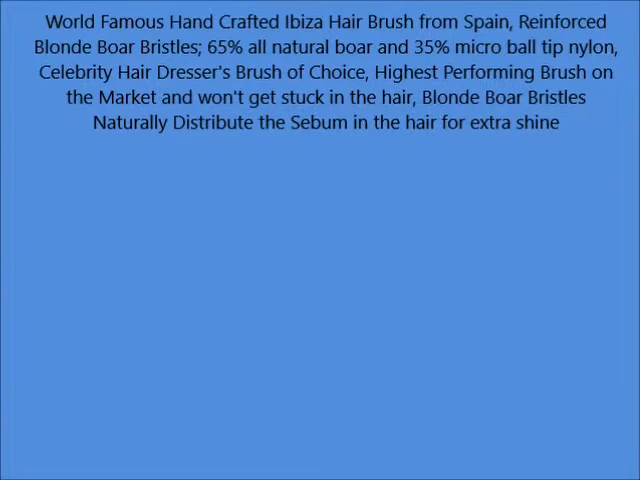 World Famous Hand Crafted Ibiza Hair Brush from Spain, Reinforced
Blonde Boar Bristles; 65% all natural boar and 35% micro ball tip nylon,
Celebrity Hair Dresser's Brush of Choice, Highest Performing Brush on
the Market and won't get stuck in the hair, Blonde Boar Bristles
Naturally Distribute the Sebum in the hair for extra shine